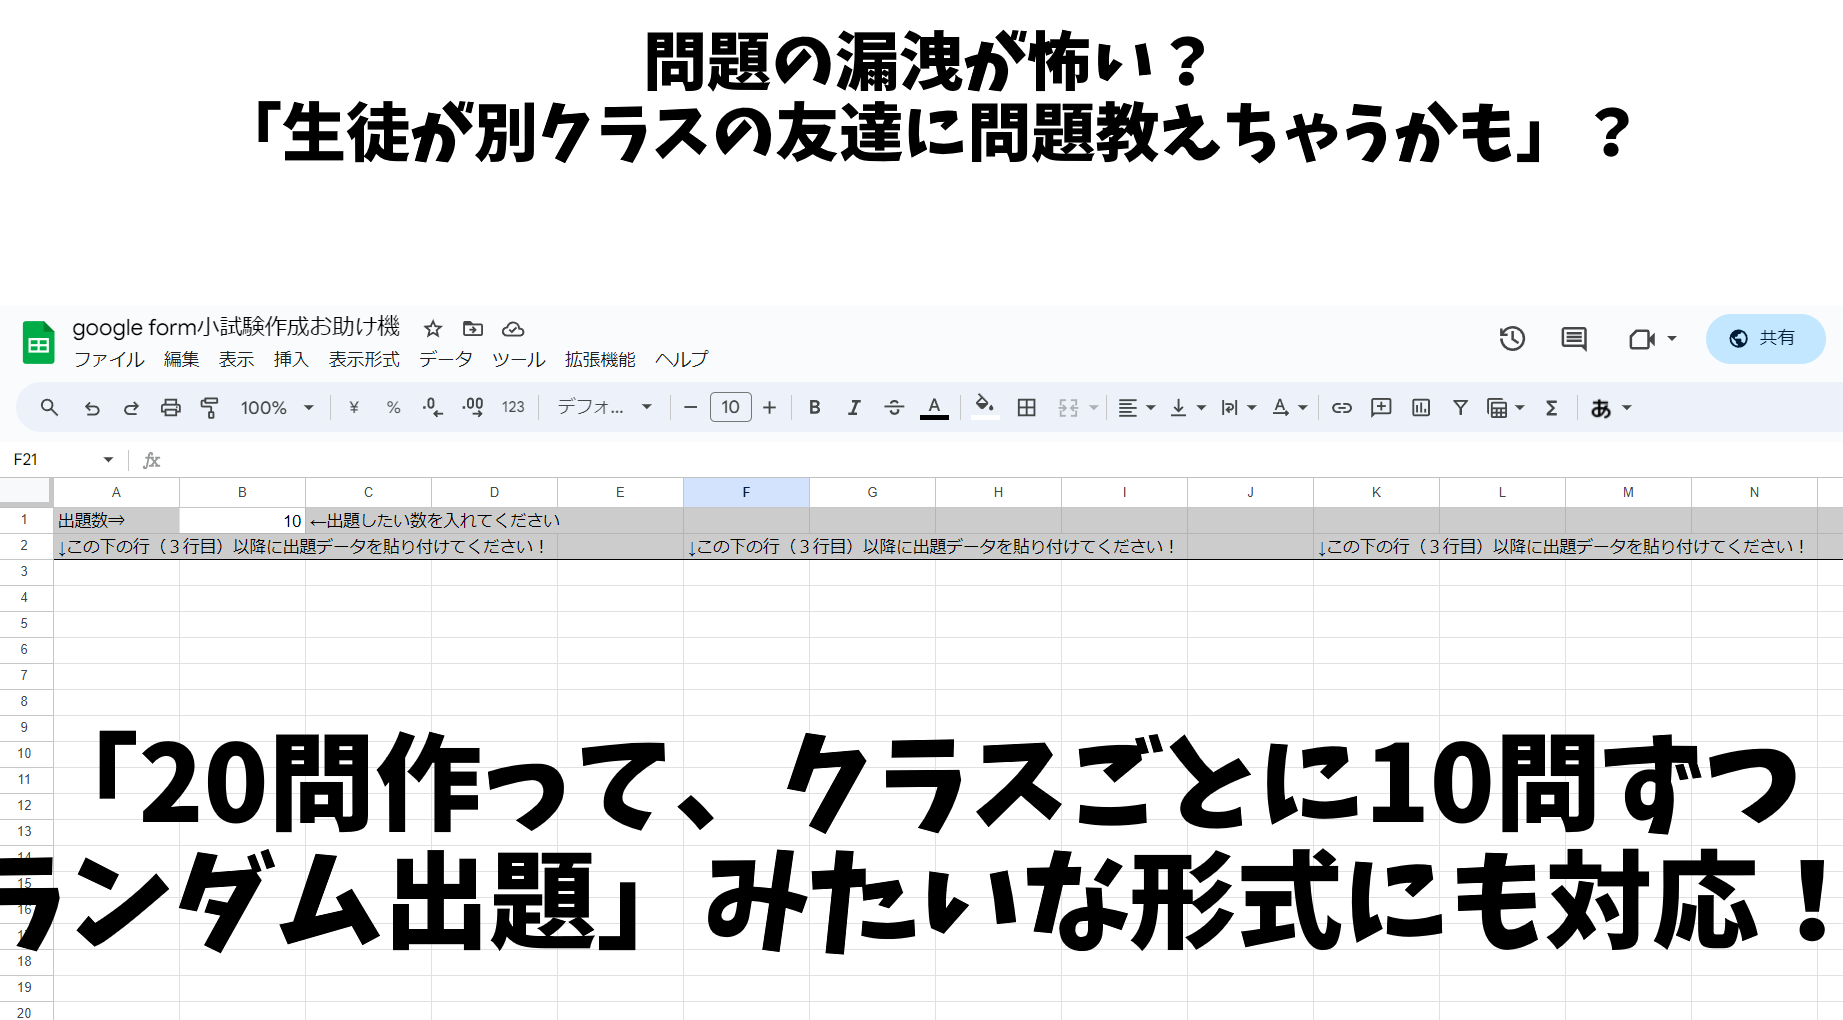 問題の漏洩が怖い？
「生徒が別クラスの友達に問題教えちゃうかも」？
google form小試験作成お助け機
ファイル 編集 表示 挿入 表示形式 データ ツール 拡張機能 ヘルプ
共有
100% ¥ % .0 .00 123 デフォ... 10 B I A あ
F21 fx
A B C D E F G H I J K L M N
1 出題数⇒ 10 ←出題したい数を入れてください
2 ↓この下の行（３行目）以降に出題データを貼り付けてください！ ↓この下の行（３行目）以降に出題データを貼り付けてください！ ↓この下の行（３行目）以降に出題データを貼り付けてください！
3
4
5
6
7
8
9
10
11
12
13
「20問作って、クラスごとに10問ずつ
14
15
16
ランダム出題」みたいな形式にも対応！
18
19
20